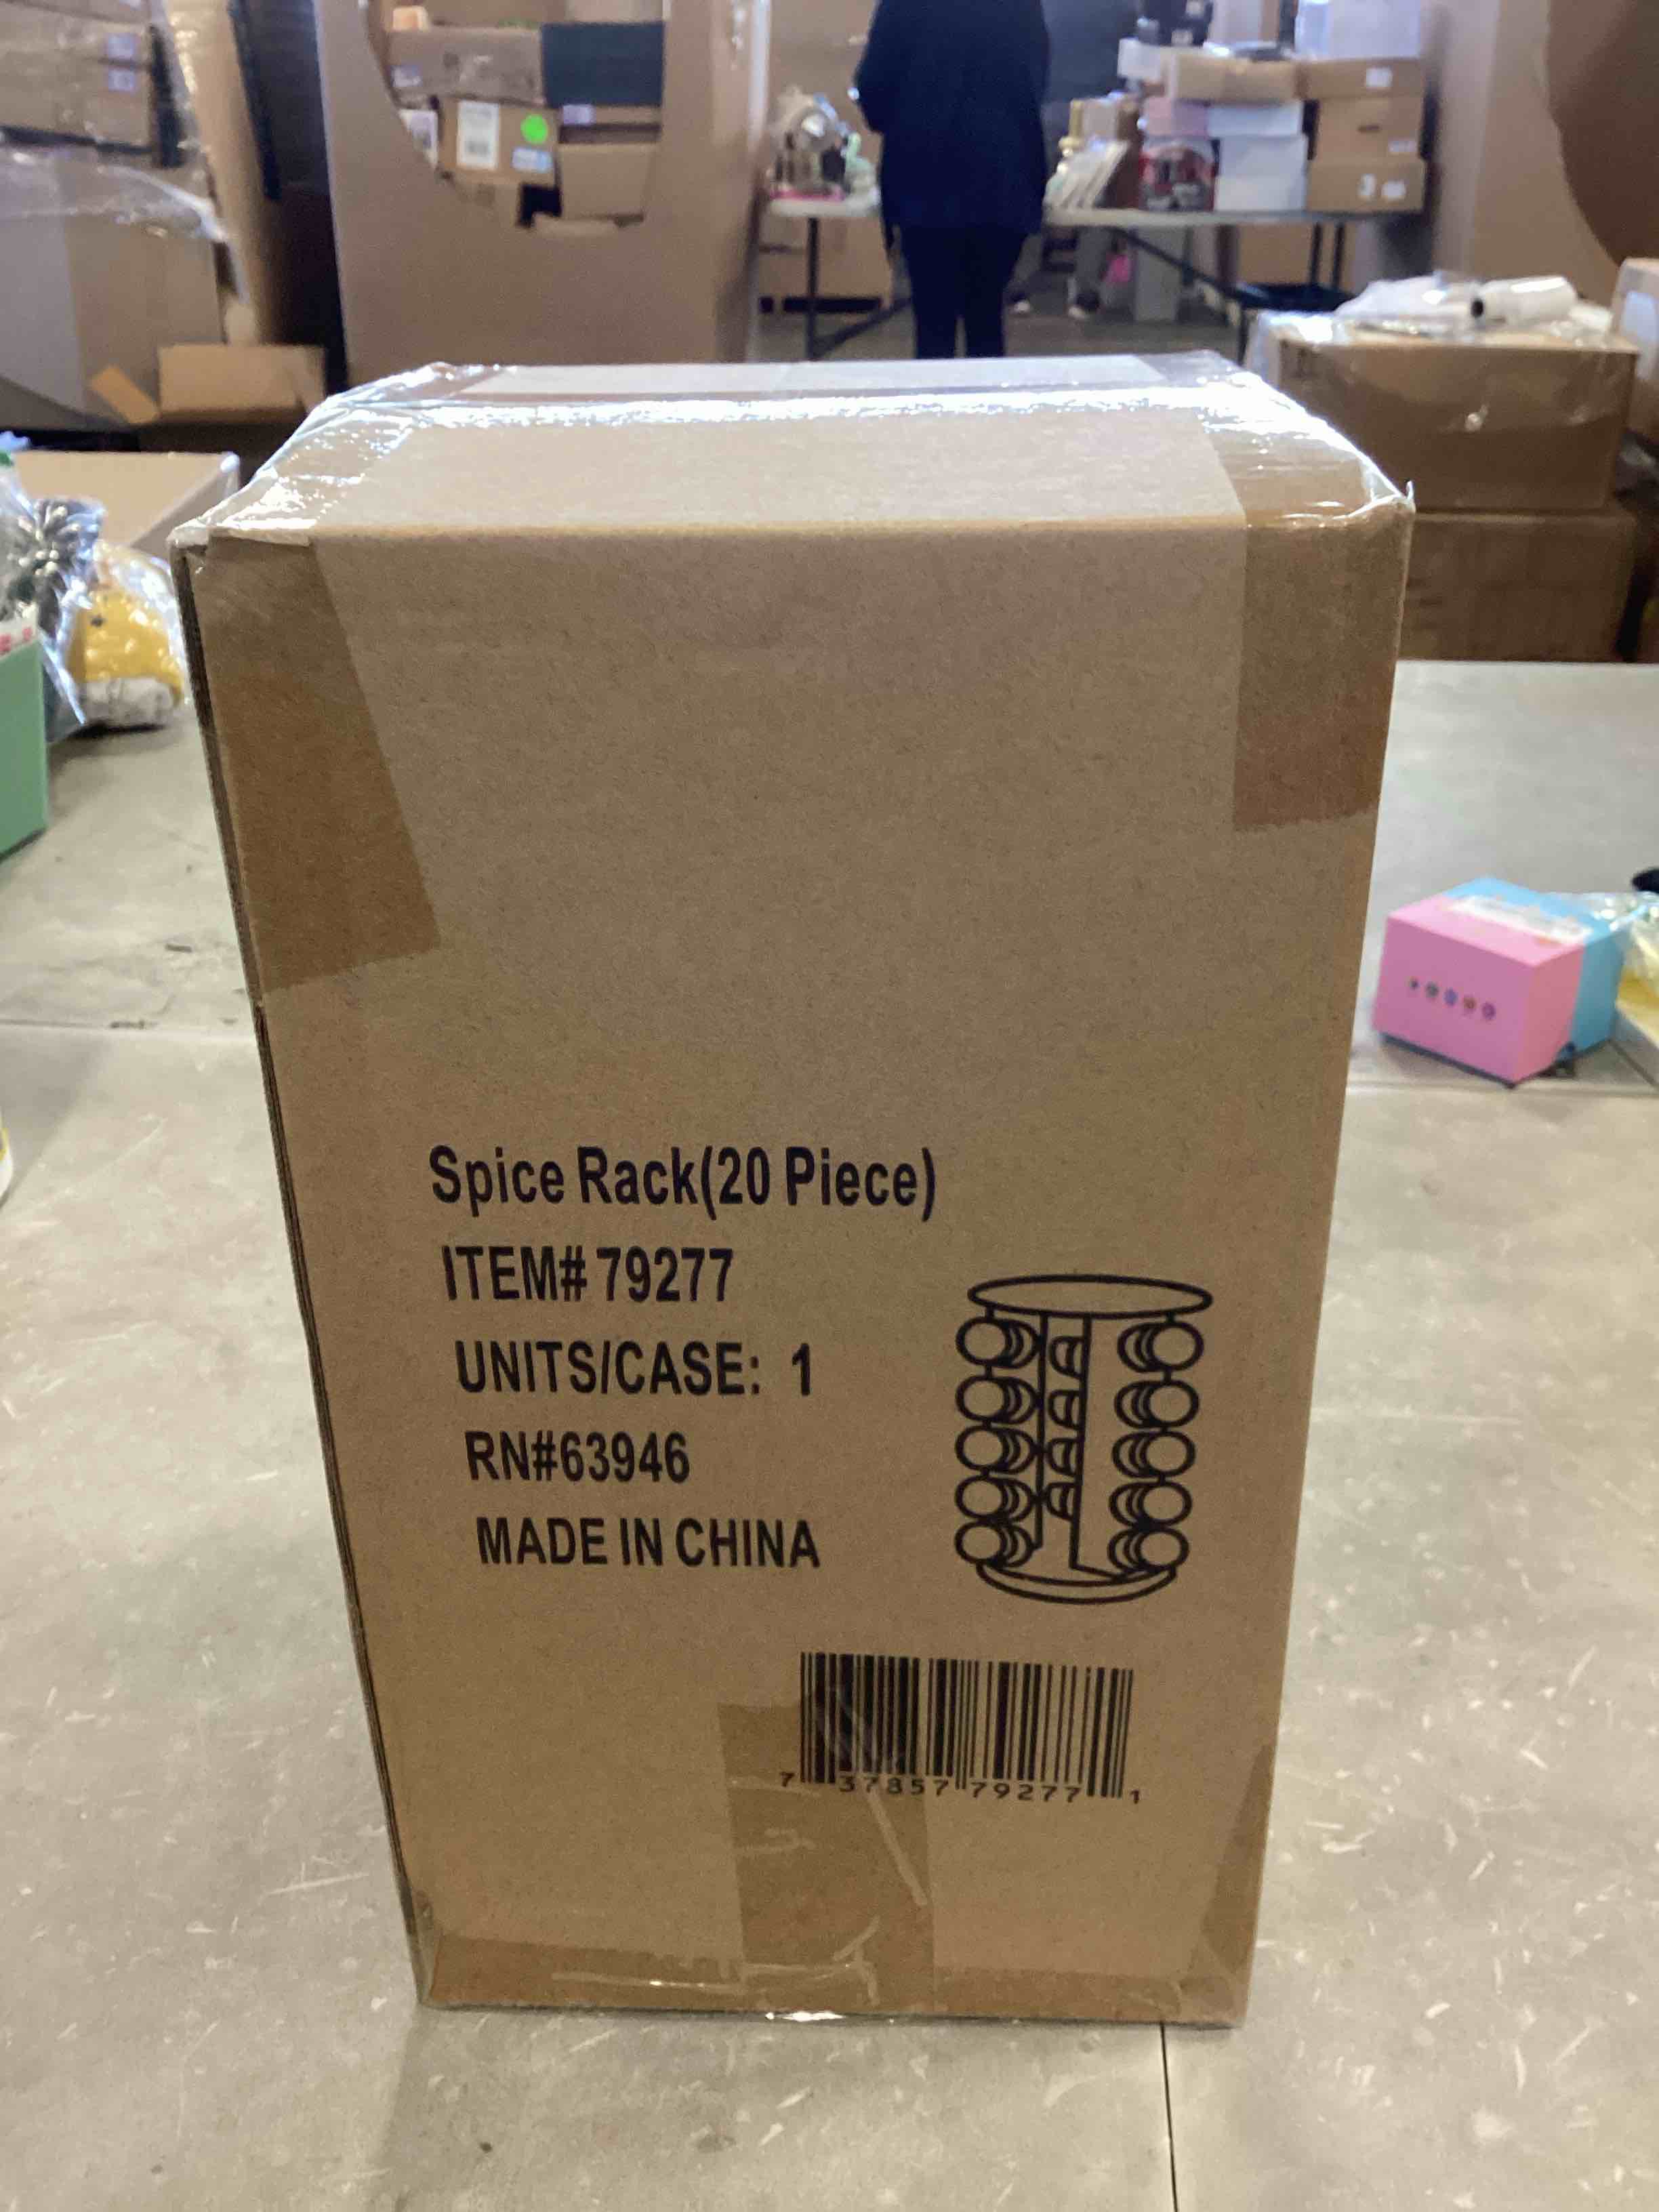 Spice Rack(20 Piece)
ITEM# 79277
UNITS/CASE: 1
RN#63946
MADE IN CHINA
7 37857 79277 1